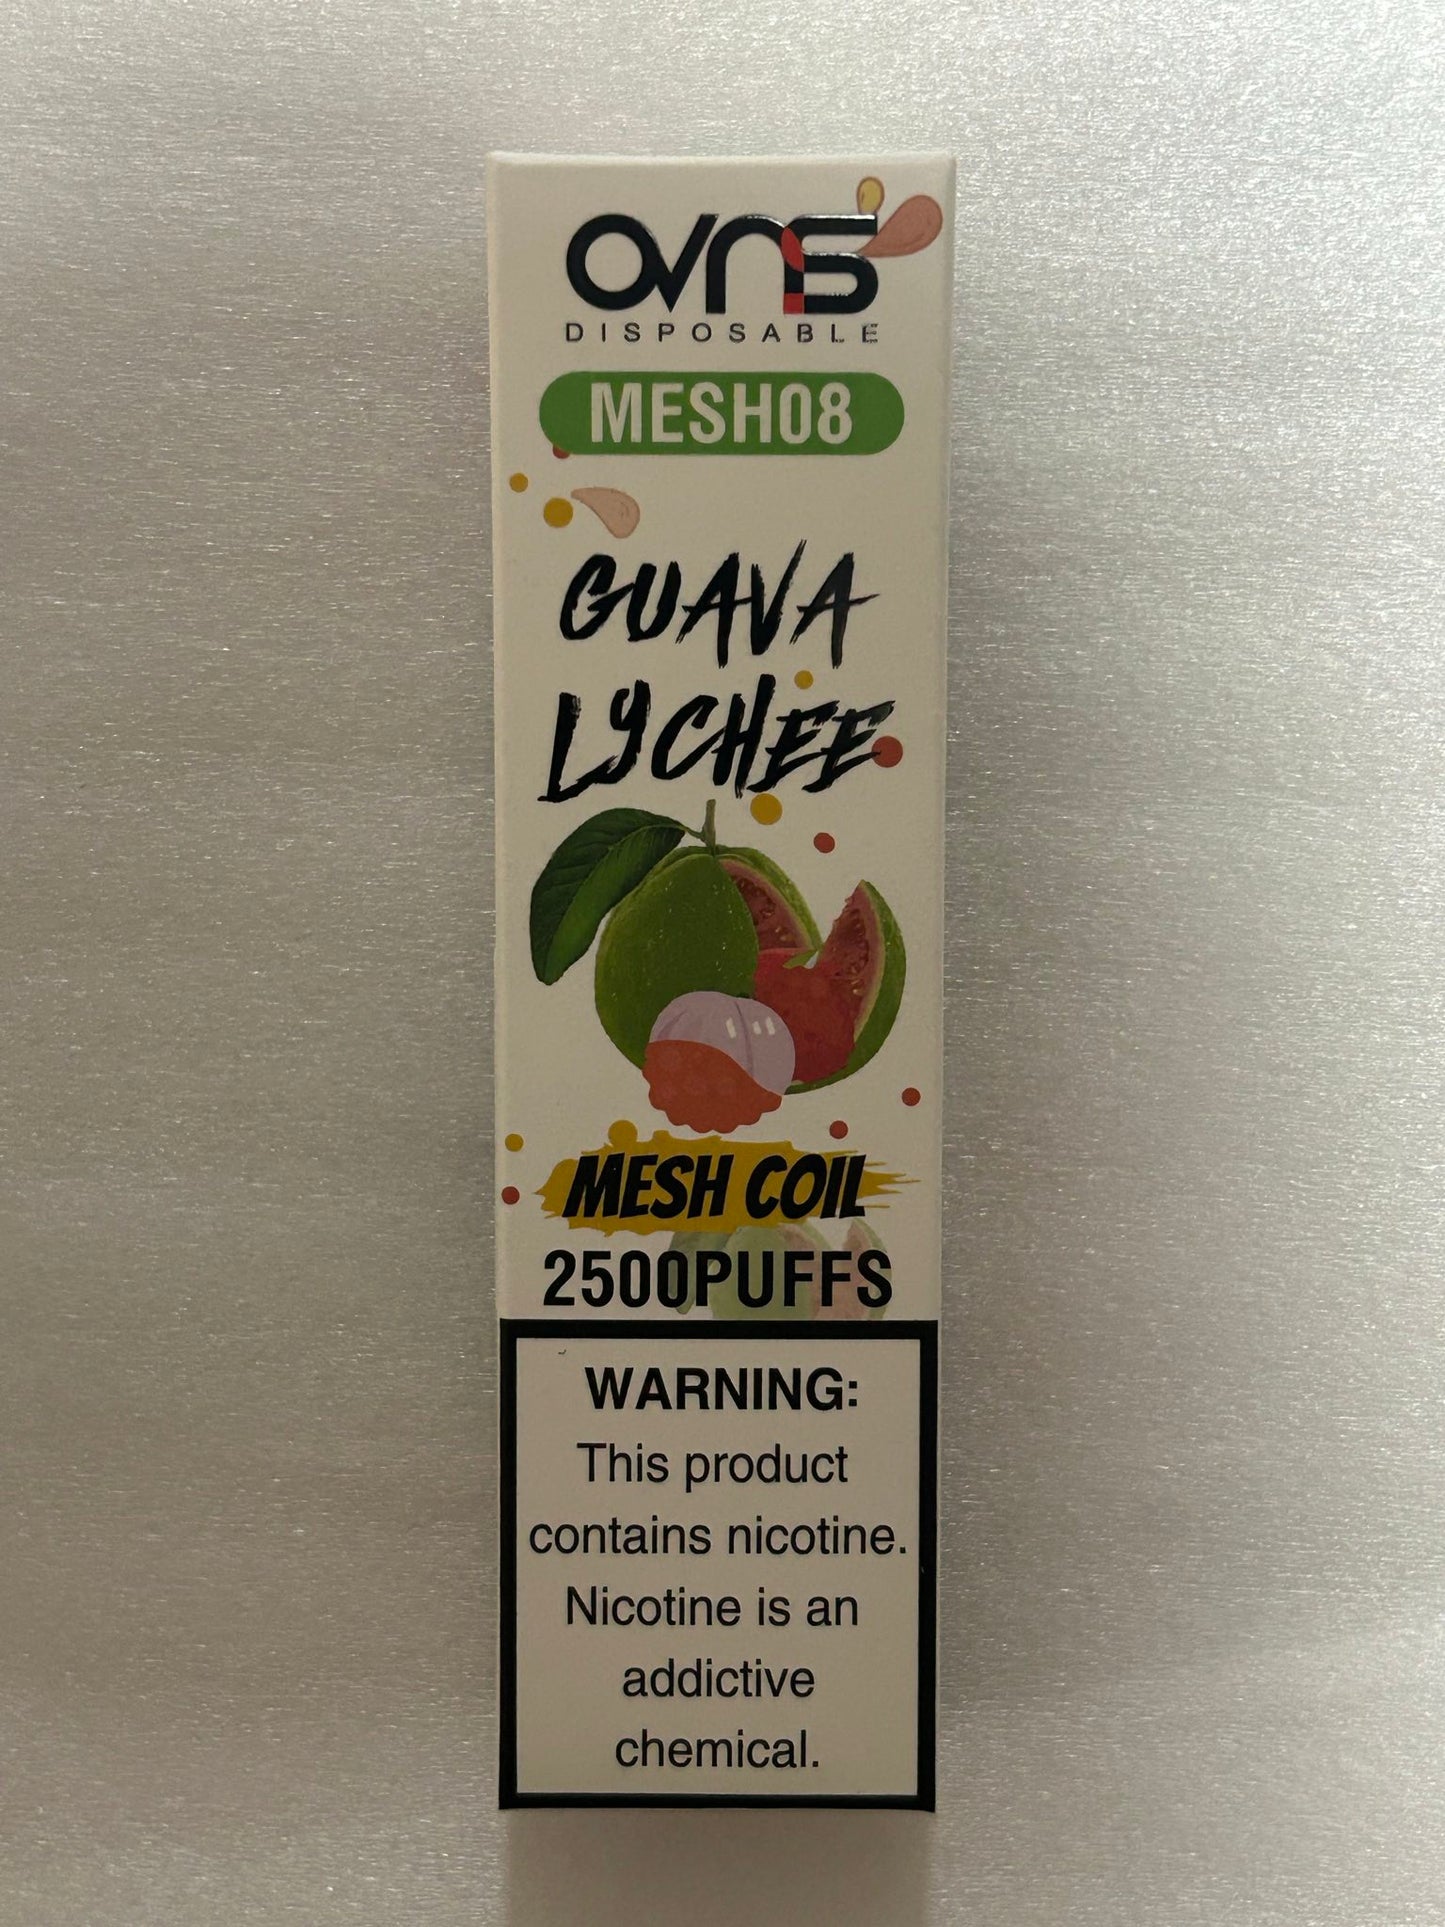 OVNS
DISPOSABLE
MESH08
GUAVA
LYCHEE
MESH COIL
2500PUFFS
WARNING:
This product
contains nicotine.
Nicotine is an
addictive
chemical.